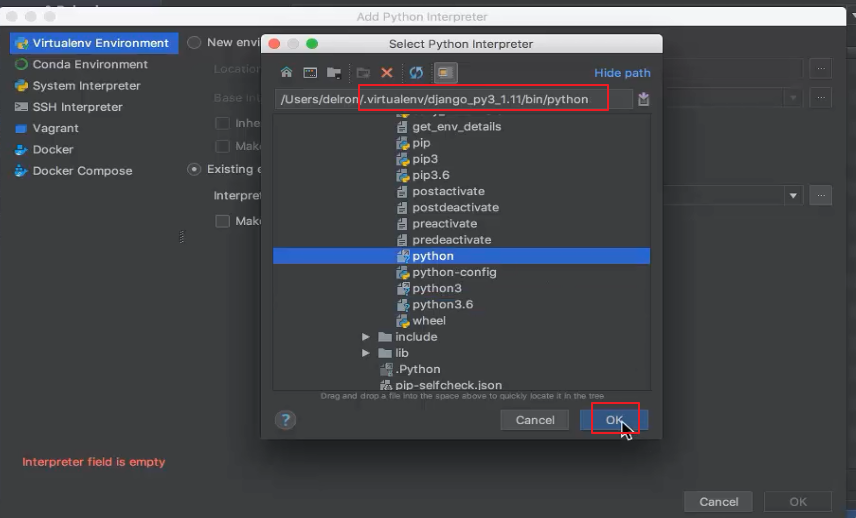 Add Python Interpreter
Virtualenv Environment
Conda Environment
System Interpreter
SSH Interpreter
Vagrant
Docker
Docker Compose
New envi
Locatio
Base in
Inhe
Make
Existing e
Interpret
Make
Select Python Interpreter
Hide path
/Users/delron/.virtualenv/django_py3_1.11/bin/python
get_env_details
pip
pip3
pip3.6
postactivate
postdeactivate
preactivate
predeactivate
python
python-config
python3
python3.6
wheel
include
lib
.Python
pip-selfcheck.json
Drag and drop a file into the space above to quickly locate it in the tree
? Cancel OK
Interpreter field is empty
Cancel OK